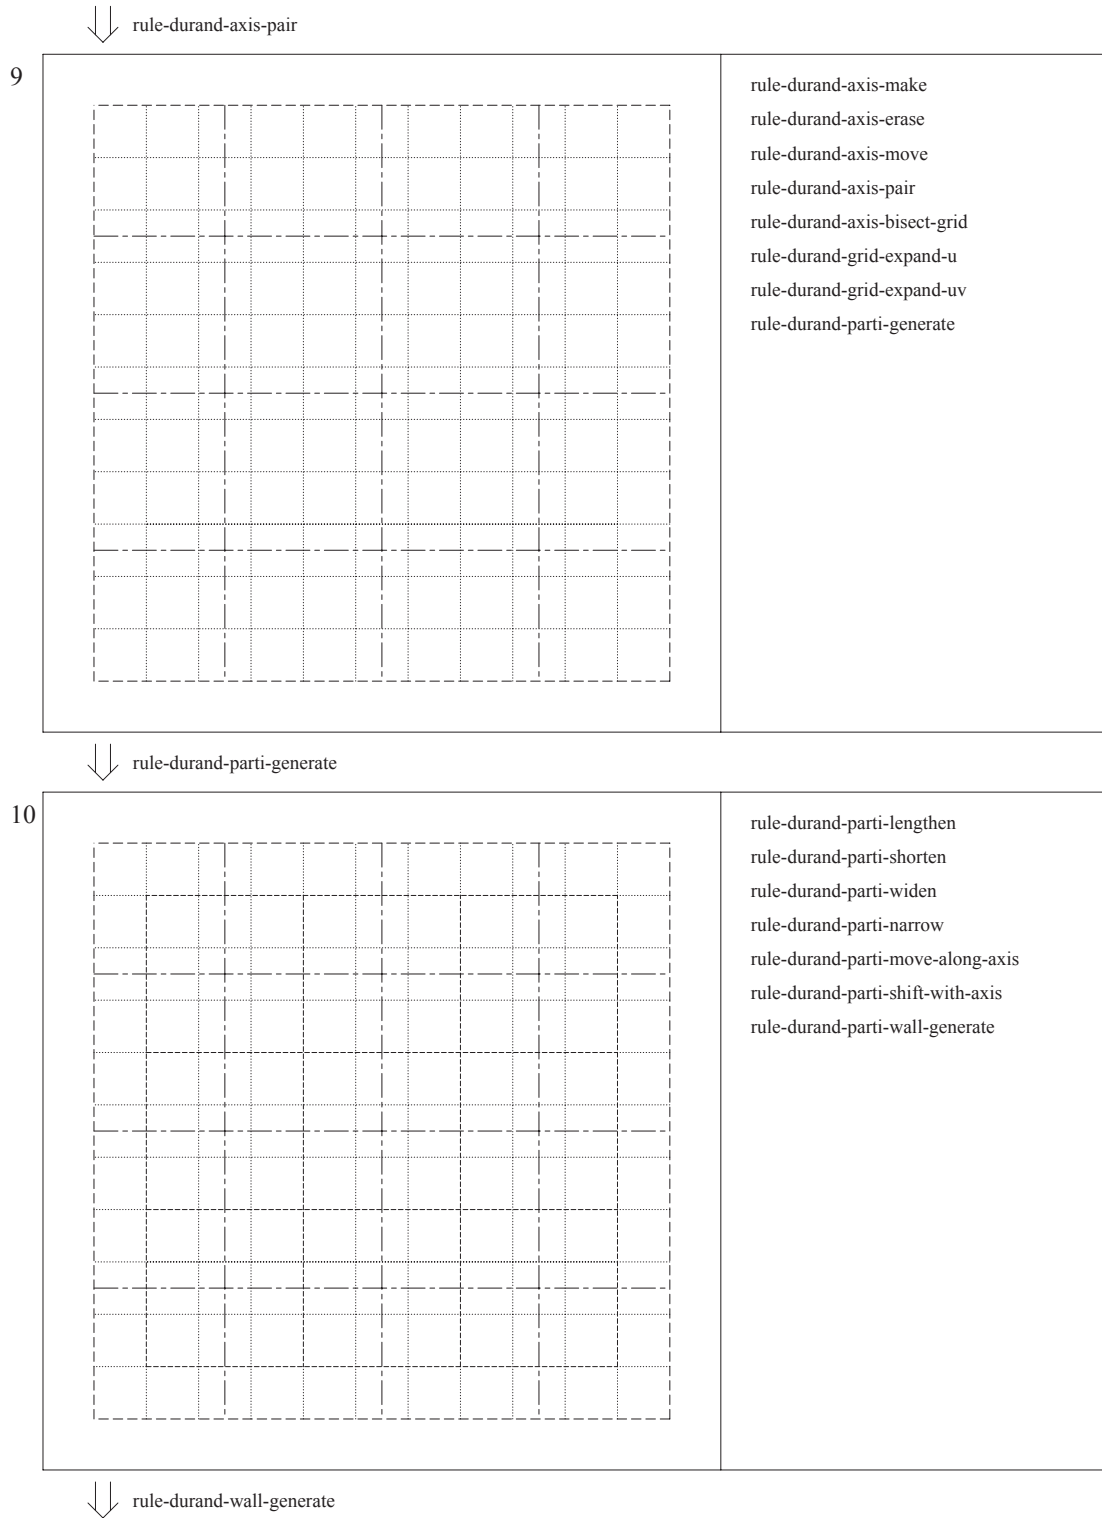 rule-durand-axis-pair
9
rule-durand-axis-make
rule-durand-axis-erase
rule-durand-axis-move
rule-durand-axis-pair
rule-durand-axis-bisect-grid
rule-durand-grid-expand-u
rule-durand-grid-expand-uv
rule-durand-parti-generate
rule-durand-parti-generate
10
rule-durand-parti-lengthen
rule-durand-parti-shorten
rule-durand-parti-widen
rule-durand-parti-narrow
rule-durand-parti-move-along-axis
rule-durand-parti-shift-with-axis
rule-durand-parti-wall-generate
rule-durand-wall-generate